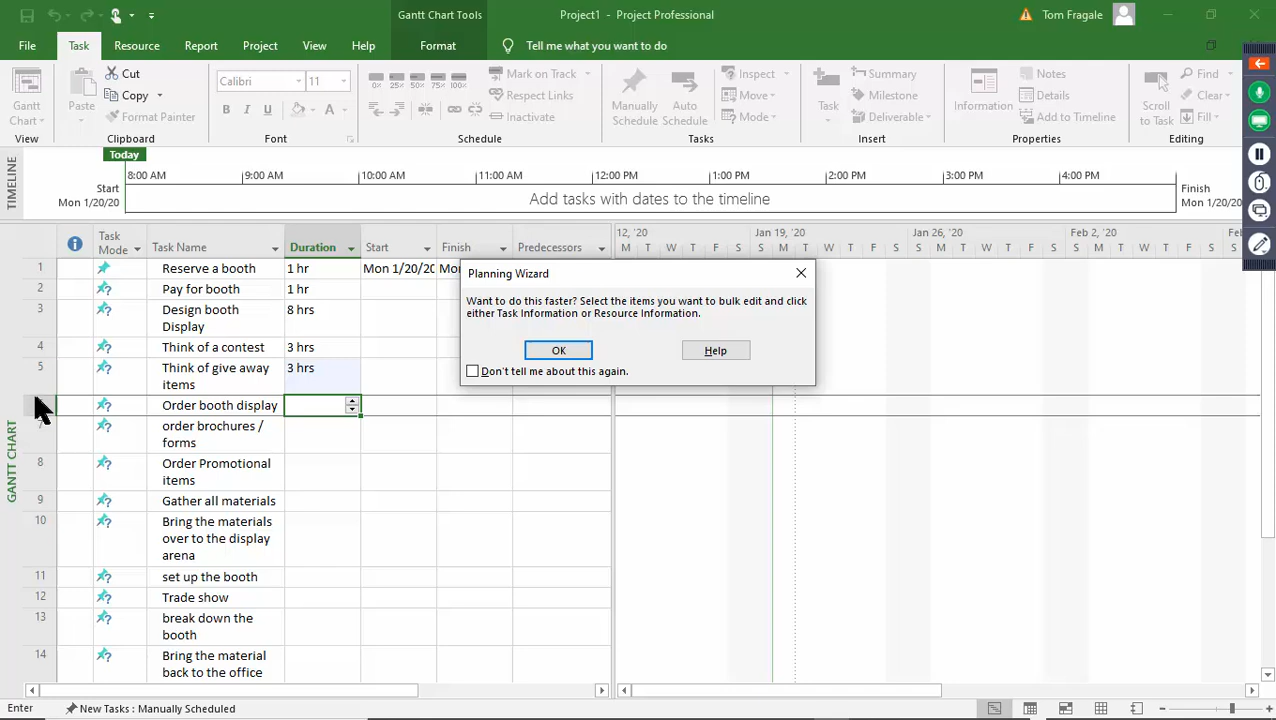 Gantt Chart Tools
Project1 - Project Professional
Tom Fragale
File
Task
Resource
Report
Project
View
Help
Format
Tell me what you want to do
Gantt
Chart
View
Paste
Cut
Copy
Format Painter
Clipboard
Calibri
11
B I U
A
Font
0% 25% 50% 75% 100%
Mark on Track
Respect Links
Inactivate
Schedule
Manually
Schedule
Auto
Schedule
Inspect
Move
Mode
Tasks
Task
Summary
Milestone
Deliverable
Insert
Information
Notes
Details
Add to Timeline
Properties
Scroll
to Task
Find
Clear
Fill
Editing
TIMELINE
Today
8:00 AM
9:00 AM
10:00 AM
11:00 AM
12:00 PM
1:00 PM
2:00 PM
3:00 PM
4:00 PM
Start
Mon 1/20/20
Add tasks with dates to the timeline
Finish
Mon 1/20/20
GANTT CHART
Task
Mode
Task Name
Duration
Start
Finish
Predecessors
12, '20
Jan 19, '20
Jan 26, '20
Feb 2, '20
M T W T F S S M T W T F S S M T W T F S S M T W T F S S
1 Reserve a booth 1 hr Mon 1/20/20
2 Pay for booth 1 hr
3 Design booth 8 hrs
Display
4 Think of a contest 3 hrs
5 Think of give away 3 hrs
items
Order booth display
7 order brochures /
forms
8 Order Promotional
items
9 Gather all materials
10 Bring the materials
over to the display
arena
11 set up the booth
12 Trade show
13 break down the
booth
14 Bring the material
back to the office
Planning Wizard
Want to do this faster? Select the items you want to bulk edit and click
either Task Information or Resource Information.
OK
Help
Don't tell me about this again.
Enter
New Tasks : Manually Scheduled